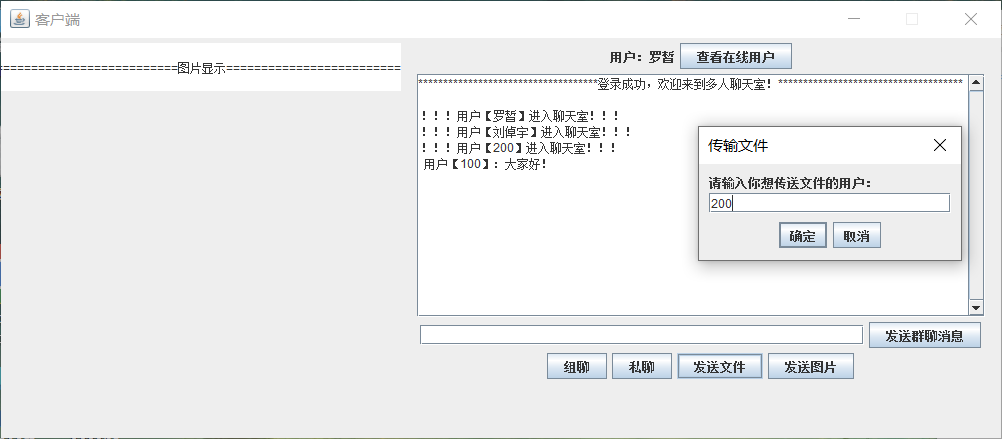 客户端
===========================图片显示===========================
用户：罗皙 查看在线用户
************************************登录成功，欢迎来到多人聊天室！*************************************
！！！用户【罗皙】进入聊天室！！！
！！！用户【刘倬宇】进入聊天室！！！
！！！用户【200】进入聊天室！！！
用户【100】：大家好！
传输文件
请输入你想传送文件的用户：
200
确定 取消
发送群聊消息
组聊 私聊 发送文件 发送图片